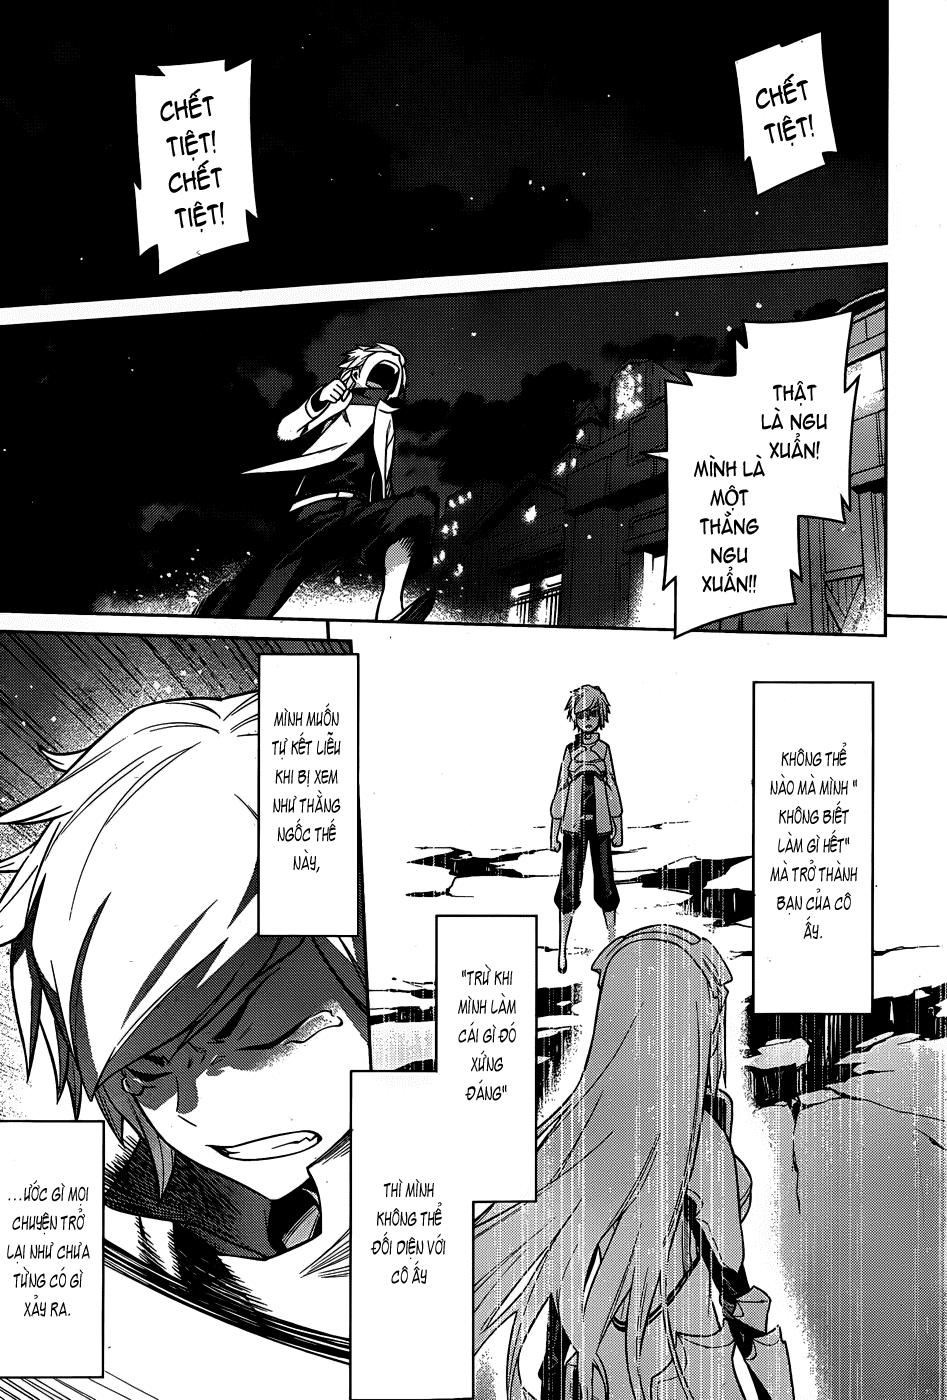 CHẾT
TIỆT!
CHẾT
TIỆT!
CHẾT
TIỆT!
THẬT
LÀ NGU
XUẨN!
MÌNH LÀ
MỘT
THẰNG
NGU
XUẨN!!
KHÔNG THỂ
NÀO MÀ MÌNH "
KHÔNG BIẾT
LÀM GÌ HẾT"
MÀ TRỞ THÀNH
BẠN CỦA CÔ
ẤY.
"TRỪ KHI
MÌNH LÀM
CÁI GÌ ĐÓ
XỨNG
ĐÁNG"
THÌ MÌNH
KHÔNG THỂ
ĐỐI DIỆN VỚI
CÔ ẤY
MÌNH MUỐN
TỰ KẾT LIỄU
KHI BỊ XEM
NHƯ THẰNG
NGỐC THẾ
NÀY,
...ƯỚC GÌ MỌI
CHUYỆN TRỞ
LẠI NHƯ CHƯA
TỪNG CÓ GÌ
XẢY RA.